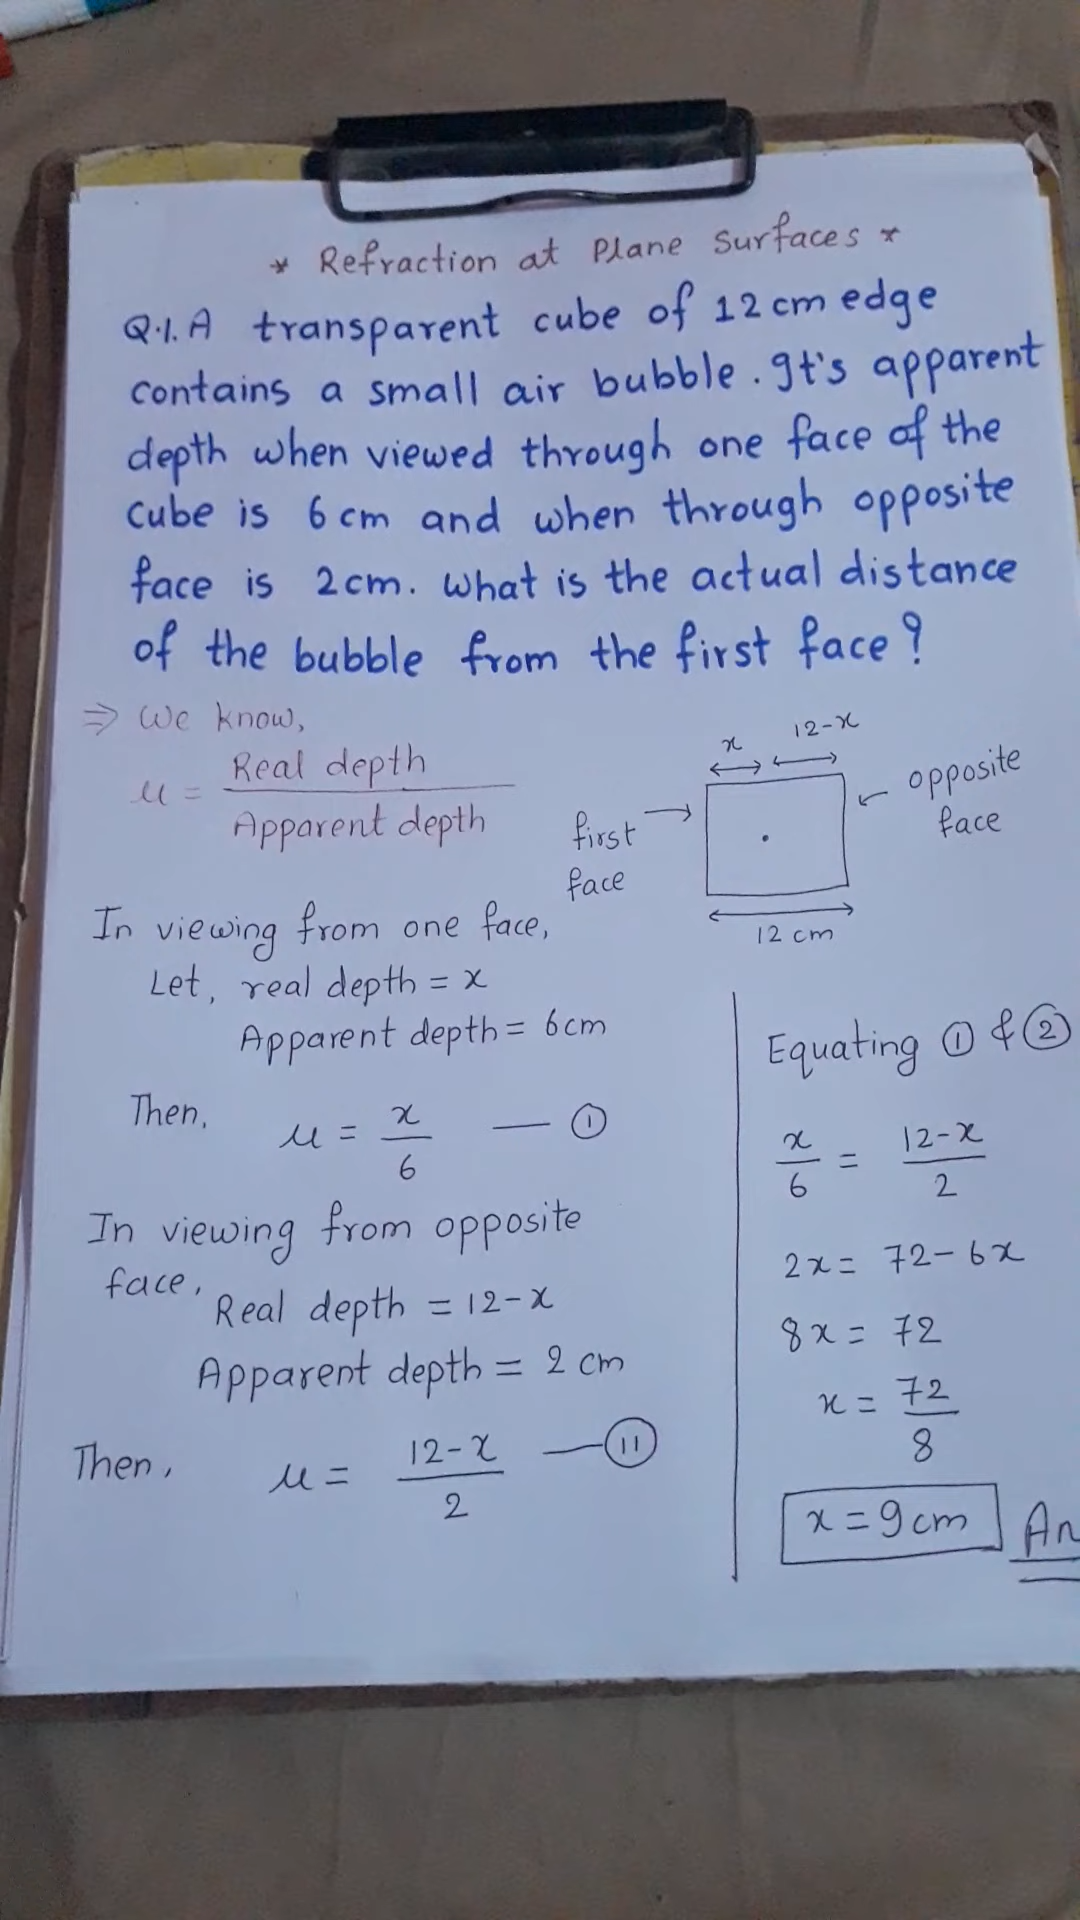 * Refraction at Plane Surfaces *
Q.1. A transparent cube of 12 cm edge
contains a small air bubble. It's apparent
depth when viewed through one face of the
cube is 6 cm and when through opposite
face is 2 cm. What is the actual distance
of the bubble from the first face?
⇒ We know,
μ = Real depth
Apparent depth
x
12-x
first
face
opposite
face
12 cm
In viewing from one face,
Let, real depth = x
Apparent depth = 6 cm
Then, μ = x/6 — ①
In viewing from opposite
face,
Real depth = 12-x
Apparent depth = 2 cm
Then, μ = 12-x — ⑪
2
Equating ① & ②
x/6 = 12-x
2
2x = 72-6x
8x = 72
x = 72
8
x = 9 cm An